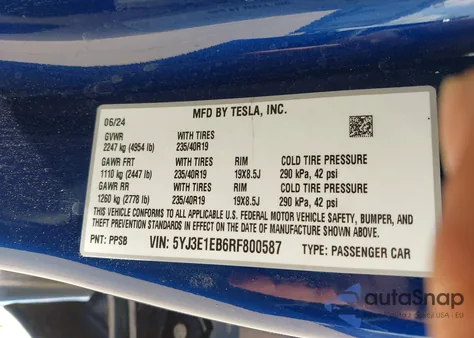 MFD BY TESLA, INC.
06/24
GVWR WITH TIRES
2247 kg (4954 lb) 235/40R19
GAWR FRT WITH TIRES RIM COLD TIRE PRESSURE
1110 kg (2447 lb) 235/40R19 19X8.5J 290 kPa, 42 psi
GAWR RR WITH TIRES RIM COLD TIRE PRESSURE
1260 kg (2778 lb) 235/40R19 19X8.5J 290 kPa, 42 psi
THIS VEHICLE CONFORMS TO ALL APPLICABLE U.S. FEDERAL MOTOR VEHICLE SAFETY, BUMPER, AND
THEFT PREVENTION STANDARDS IN EFFECT ON THE DATE OF MANUFACTURE SHOWN ABOVE.
PNT: PPSB VIN: 5YJ3E1EB6RF800587 TYPE: PASSENGER CAR
autoSnap
USA - EU